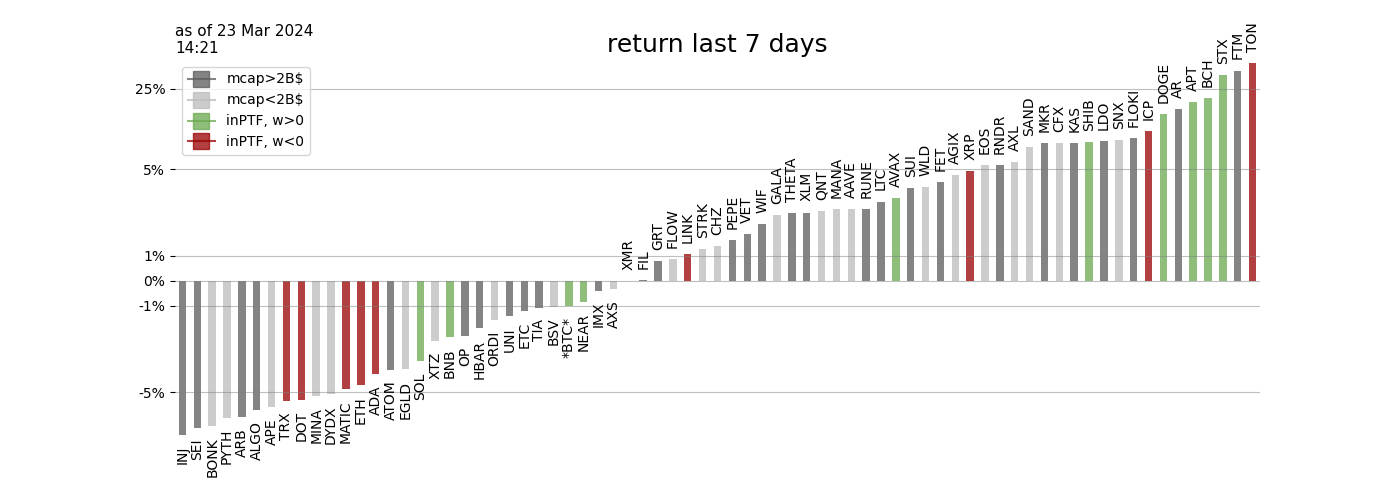 as of 23 Mar 2024
14:21
return last 7 days
mcap>2B$
mcap<2B$
inPTF, w>0
inPTF, w<0
25%
5%
1%
0%
-1%
-5%
INJ
SEI
BONK
PYTH
ARB
ALGO
APE
TRX
DOT
MINA
DYDX
MATIC
ETH
ADA
ATOM
EGLD
SOL
XTZ
BNB
OP
HBAR
ORDI
UNI
ETC
TIA
BSV
*BTC*
NEAR
IMX
AXS
XMR
FIL
GRT
FLOW
LINK
STRK
CHZ
PEPE
VET
WIF
GALA
THETA
XLM
QNT
MANA
AAVE
RUNE
LTC
AVAX
SUI
WLD
FET
AGIX
XRP
EOS
RNDR
AXL
SAND
MKR
CFX
KAS
SHIB
LDO
SNX
FLOKI
ICP
DOGE
AR
APT
BCH
STX
FTM
TON